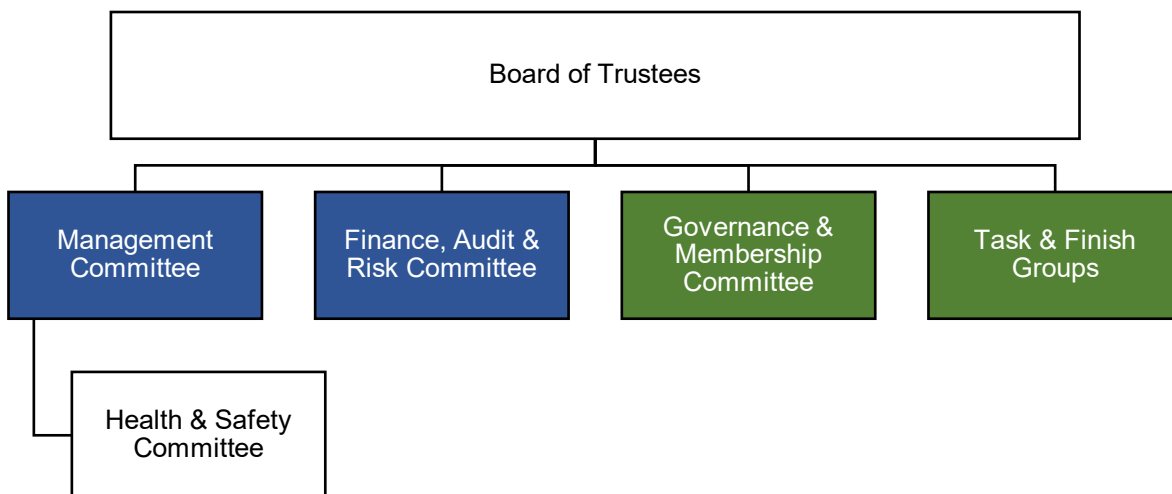 Board of Trustees
Management
Committee
Finance, Audit &
Risk Committee
Governance &
Membership
Committee
Task & Finish
Groups
Health & Safety
Committee